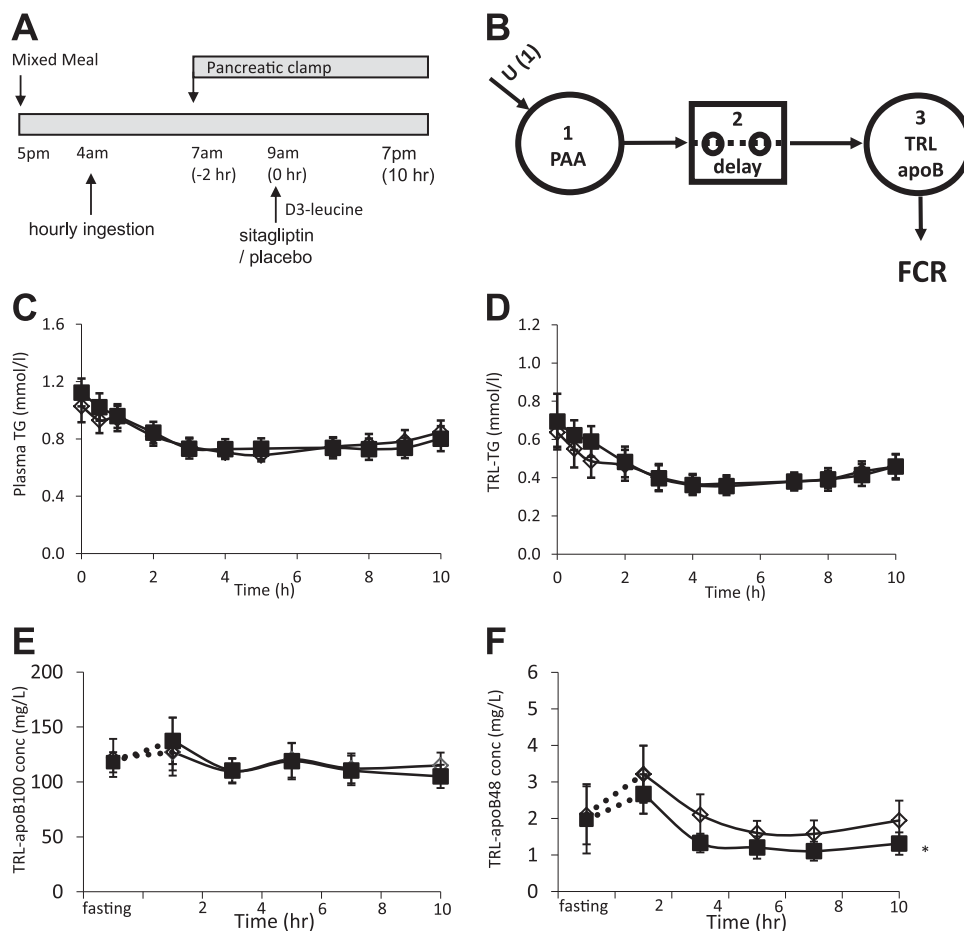 A
Mixed Meal
Pancreatic clamp
5pm
4am
7am
(-2 hr)
9am
(0 hr)
7pm
(10 hr)
hourly ingestion
D3-leucine
sitagliptin
/ placebo
B
U (1)
1
PAA
2
delay
3
TRL
apoB
FCR
C
Plasma TG (mmol/l)
1.6
1.2
0.8
0.4
0.0
0 2 4 6 8 10
Time (h)
D
TRL-TG (mmol/l)
1.2
1.0
0.8
0.6
0.4
0.2
0.0
0 2 4 6 8 10
Time (h)
E
TRL-apoB100 conc (mg/L)
200
150
100
50
0
fasting 2 4 6 8 10
Time (hr)
F
TRL-apoB48 conc (mg/L)
6
5
4
3
2
1
0
*
fasting 2 4 6 8 10
Time (hr)